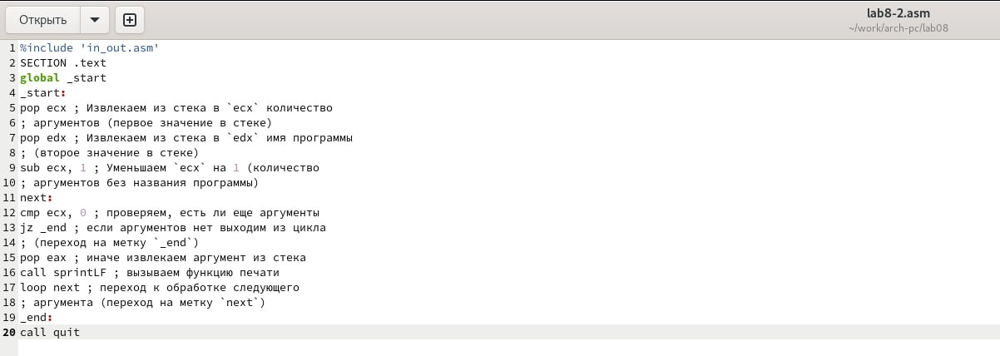 Открыть
lab8-2.asm
~/work/arch-pc/lab08
1 %include 'in_out.asm'
2 SECTION .text
3 global _start
4 _start:
5 pop ecx ; Извлекаем из стека в `ecx` количество
6 ; аргументов (первое значение в стеке)
7 pop edx ; Извлекаем из стека в `edx` имя программы
8 ; (второе значение в стеке)
9 sub ecx, 1 ; Уменьшаем `ecx` на 1 (количество
10 ; аргументов без названия программы)
11 next:
12 cmp ecx, 0 ; проверяем, есть ли еще аргументы
13 jz _end ; если аргументов нет выходим из цикла
14 ; (переход на метку `_end`)
15 pop eax ; иначе извлекаем аргумент из стека
16 call sprintLF ; вызываем функцию печати
17 loop next ; переход к обработке следующего
18 ; аргумента (переход на метку `next`)
19 _end:
20 call quit